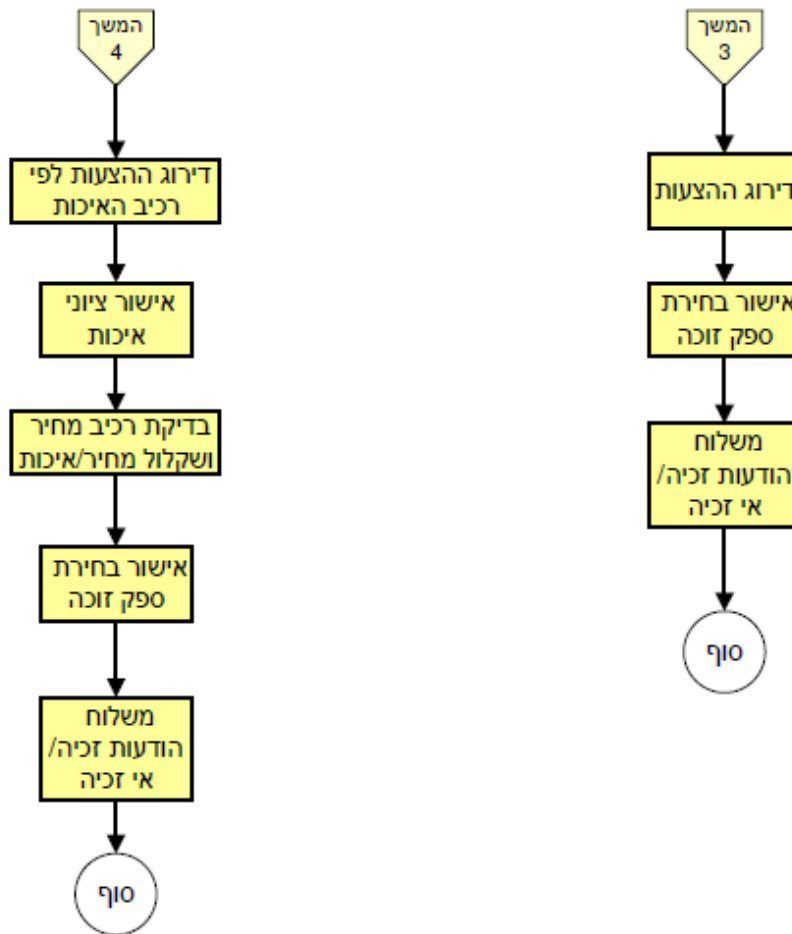 המשך
3
דירוג ההצעות
אישור בחירת
ספק זוכה
משלוח
הודעות זכיה/
אי זכיה
סוף
המשך
4
דירוג ההצעות לפי
רכיב האיכות
אישור ציוני
איכות
בדיקת רכיב מחיר
ושקלול מחיר/איכות
אישור בחירת
ספק זוכה
משלוח
הודעות זכיה/
אי זכיה
סוף